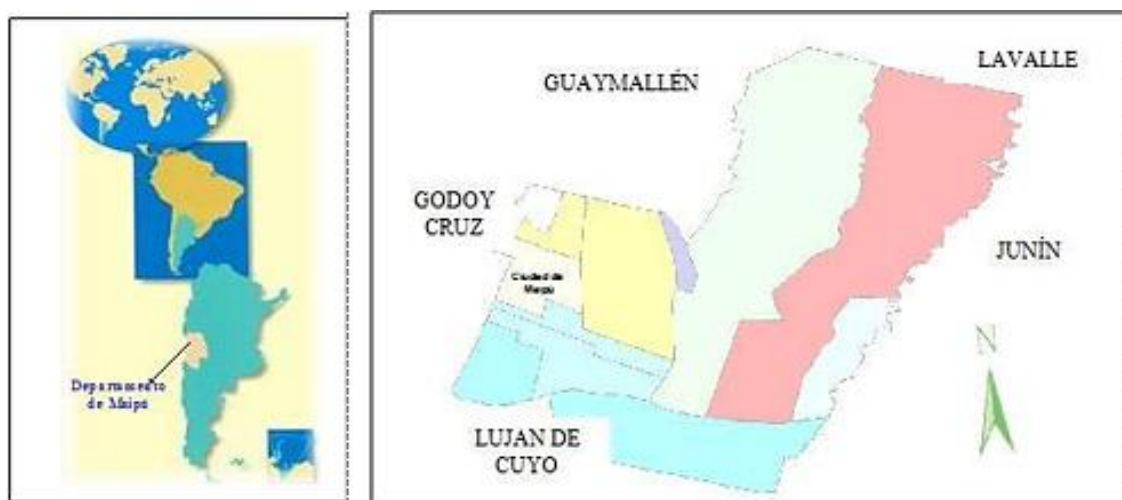 Departamento
de Maipú
GUAYMALLÉN
LAVALLE
GODOY
CRUZ
Ciudad de
Maipú
JUNÍN
N
LUJAN DE
CUYO